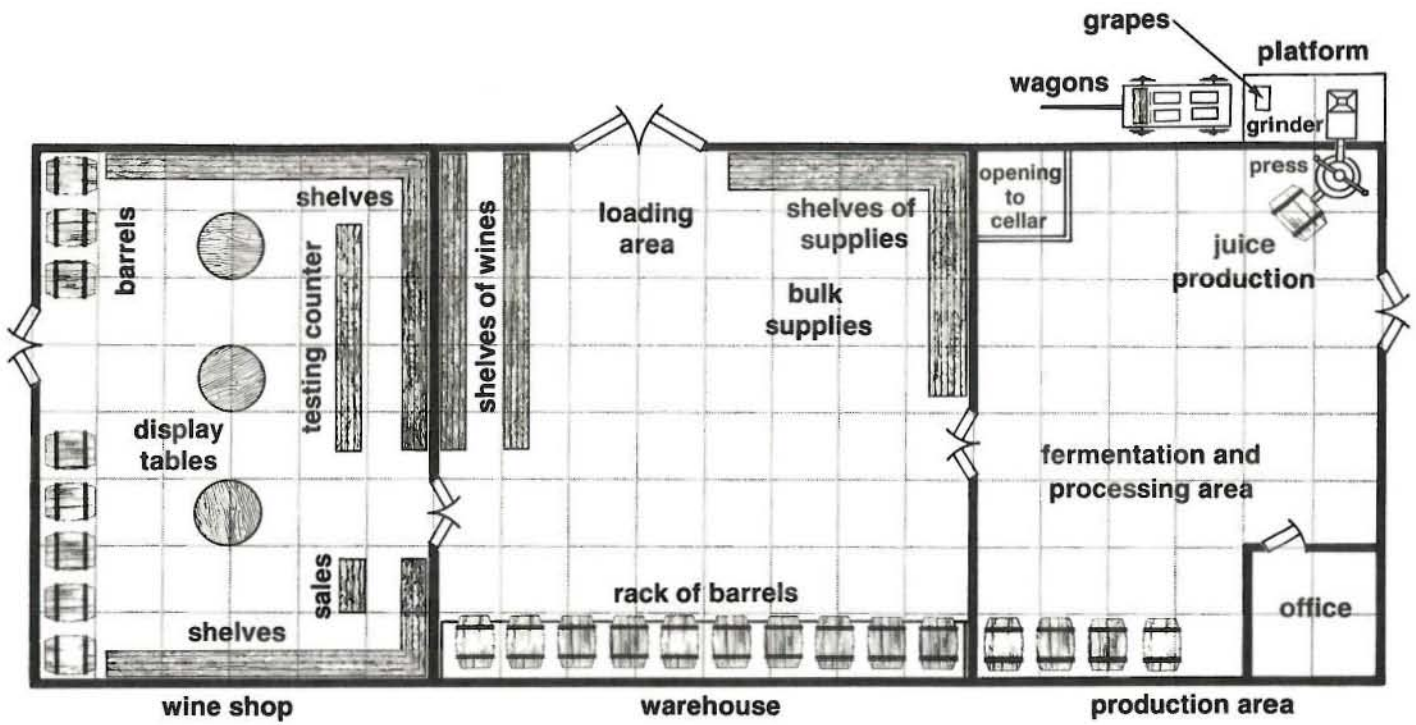 grapes
platform
wagons
grinder
press
shelves
barrels
testing counter
display
tables
sales
shelves
wine shop
shelves of wines
loading
area
shelves of
supplies
bulk
supplies
rack of barrels
warehouse
opening
to
cellar
juice
production
fermentation and
processing area
office
production area